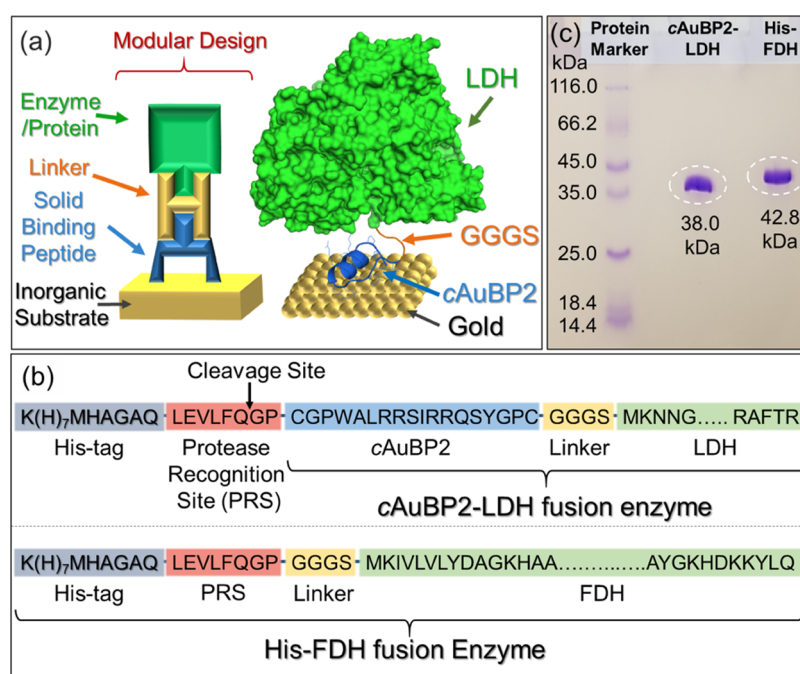 (a)
Modular Design
Enzyme
/Protein
Linker
Solid
Binding
Peptide
Inorganic
Substrate
LDH
GGGS
cAuBP2
Gold
(c) Protein Marker cAuBP2-LDH His-FDH
kDa
116.0
66.2
45.0
35.0
25.0
18.4
14.4
38.0
kDa
42.8
kDa
(b)
Cleavage Site
K(H)₇MHAGAQ LEVLFQGP CGPWALRRSIRRQSYGPC GGGS MKNNG..... RAFTR
His-tag Protease cAuBP2 Linker LDH
Recognition
Site (PRS)
cAuBP2-LDH fusion enzyme
K(H)₇MHAGAQ LEVLFQGP GGGS MKIVLVLYDAGKHAA.............AYGKHDKKYLQ
His-tag PRS Linker FDH
His-FDH fusion Enzyme